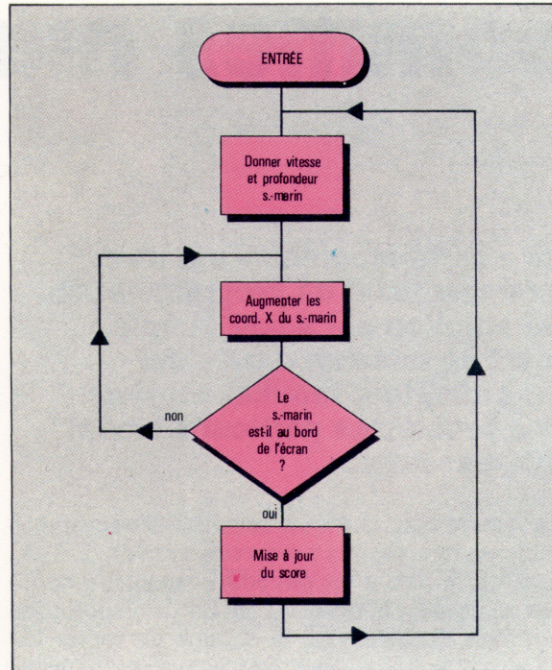 ENTRÉE
Donner vitesse
et profondeur
s.-marin
Augmenter les
coord. X du s.-marin
Le
s.-marin
est-il au bord
de l'écran
?
non
oui
Mise à jour
du score